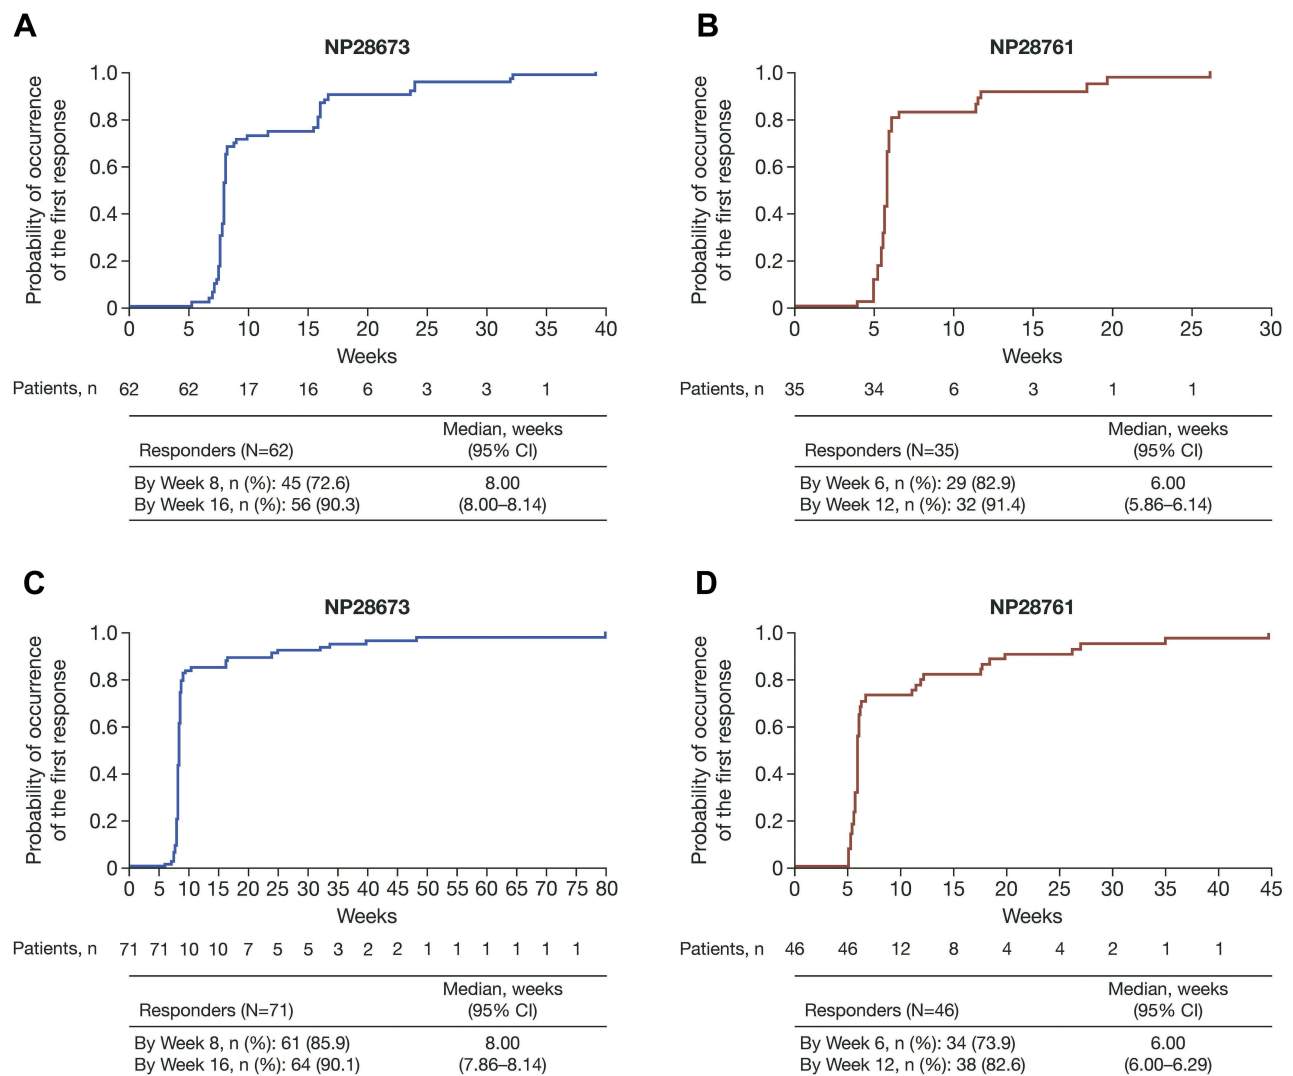 A
NP28673
Probability of occurrence
of the first response
1.0
0.8
0.6
0.4
0.2
0
0 5 10 15 20 25 30 35 40
Weeks
Patients, n 62 62 17 16 6 3 3 1
Responders (N=62) Median, weeks
(95% CI)
By Week 8, n (%): 45 (72.6) 8.00
By Week 16, n (%): 56 (90.3) (8.00–8.14)
B
NP28761
Probability of occurrence
of the first response
1.0
0.8
0.6
0.4
0.2
0
0 5 10 15 20 25 30
Weeks
Patients, n 35 34 6 3 1 1
Responders (N=35) Median, weeks
(95% CI)
By Week 6, n (%): 29 (82.9) 6.00
By Week 12, n (%): 32 (91.4) (5.86–6.14)
C
NP28673
Probability of occurrence
of the first response
1.0
0.8
0.6
0.4
0.2
0
0 5 10 15 20 25 30 35 40 45 50 55 60 65 70 75 80
Weeks
Patients, n 71 71 10 10 7 5 5 3 2 2 1 1 1 1 1 1
Responders (N=71) Median, weeks
(95% CI)
By Week 8, n (%): 61 (85.9) 8.00
By Week 16, n (%): 64 (90.1) (7.86–8.14)
D
NP28761
Probability of occurrence
of the first response
1.0
0.8
0.6
0.4
0.2
0
0 5 10 15 20 25 30 35 40 45
Weeks
Patients, n 46 46 12 8 4 4 2 1 1
Responders (N=46) Median, weeks
(95% CI)
By Week 6, n (%): 34 (73.9) 6.00
By Week 12, n (%): 38 (82.6) (6.00–6.29)